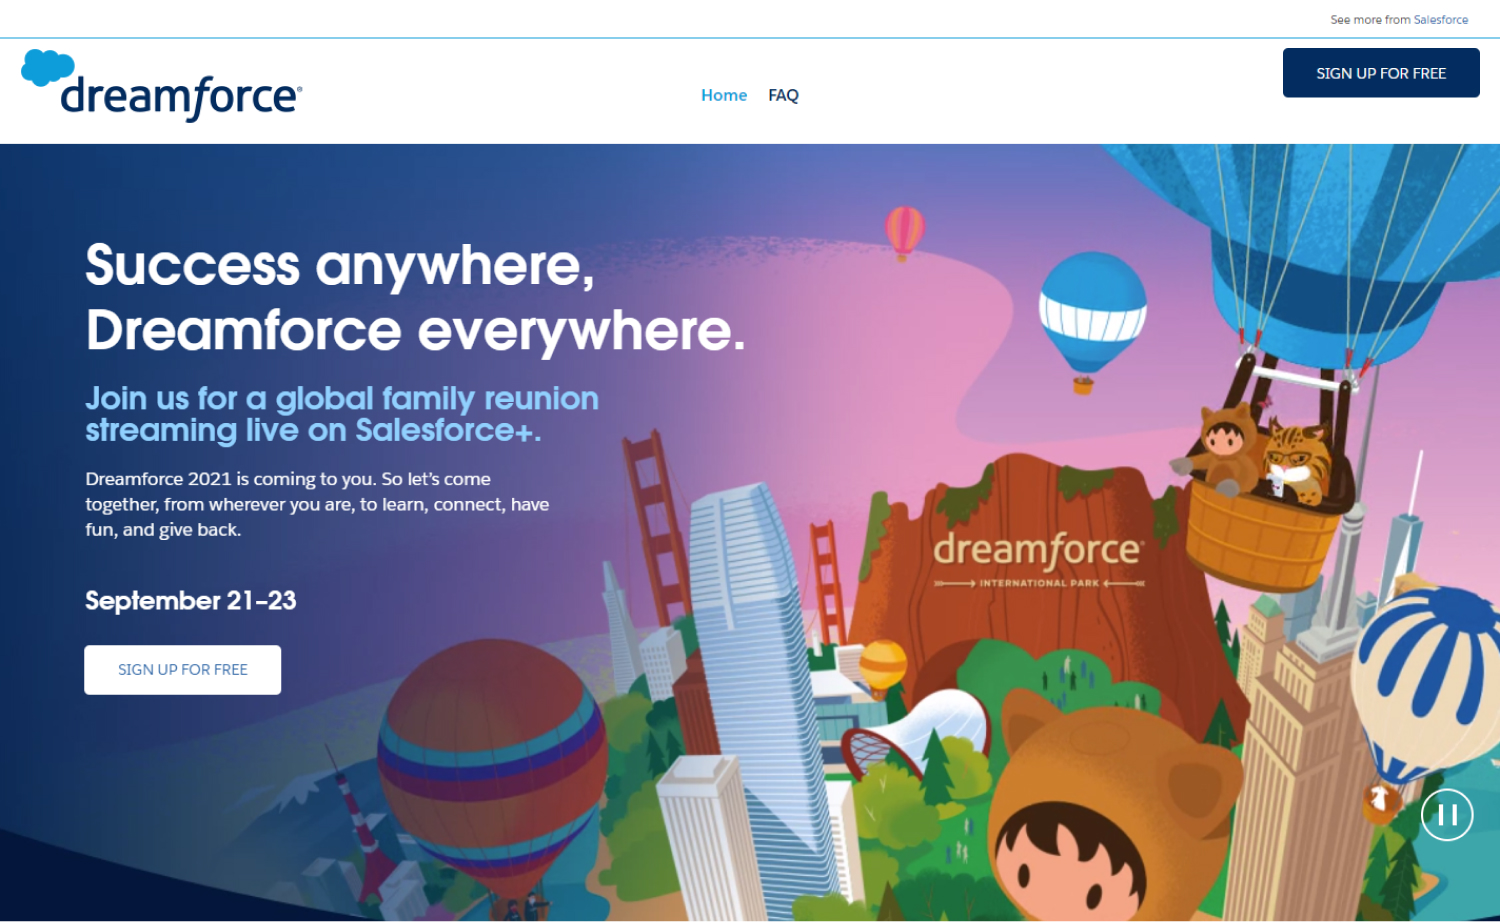 See more from Salesforce
dreamforce
Home FAQ
SIGN UP FOR FREE
Success anywhere,
Dreamforce everywhere.
Join us for a global family reunion
streaming live on Salesforce+.
Dreamforce 2021 is coming to you. So let’s come
together, from wherever you are, to learn, connect, have
fun, and give back.
September 21–23
SIGN UP FOR FREE
dreamforce
INTERNATIONAL PARK